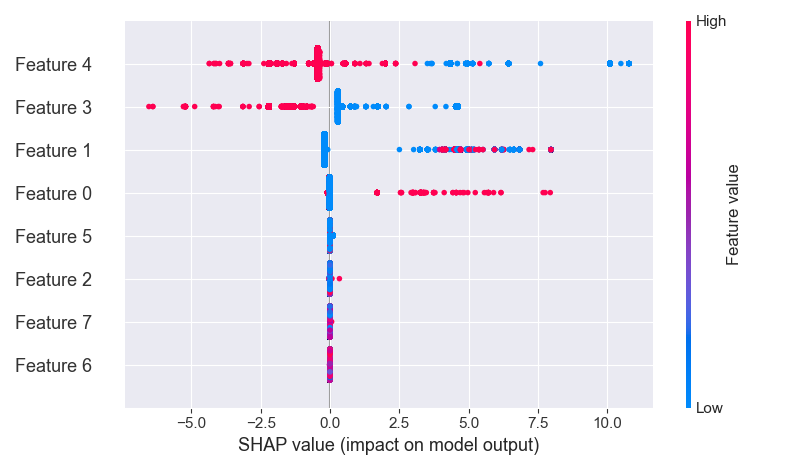 High
Feature 4
Feature 3
Feature 1
Feature 0
Feature 5
Feature 2
Feature 7
Feature 6
Feature value
Low
−5.0 −2.5 0.0 2.5 5.0 7.5 10.0
SHAP value (impact on model output)